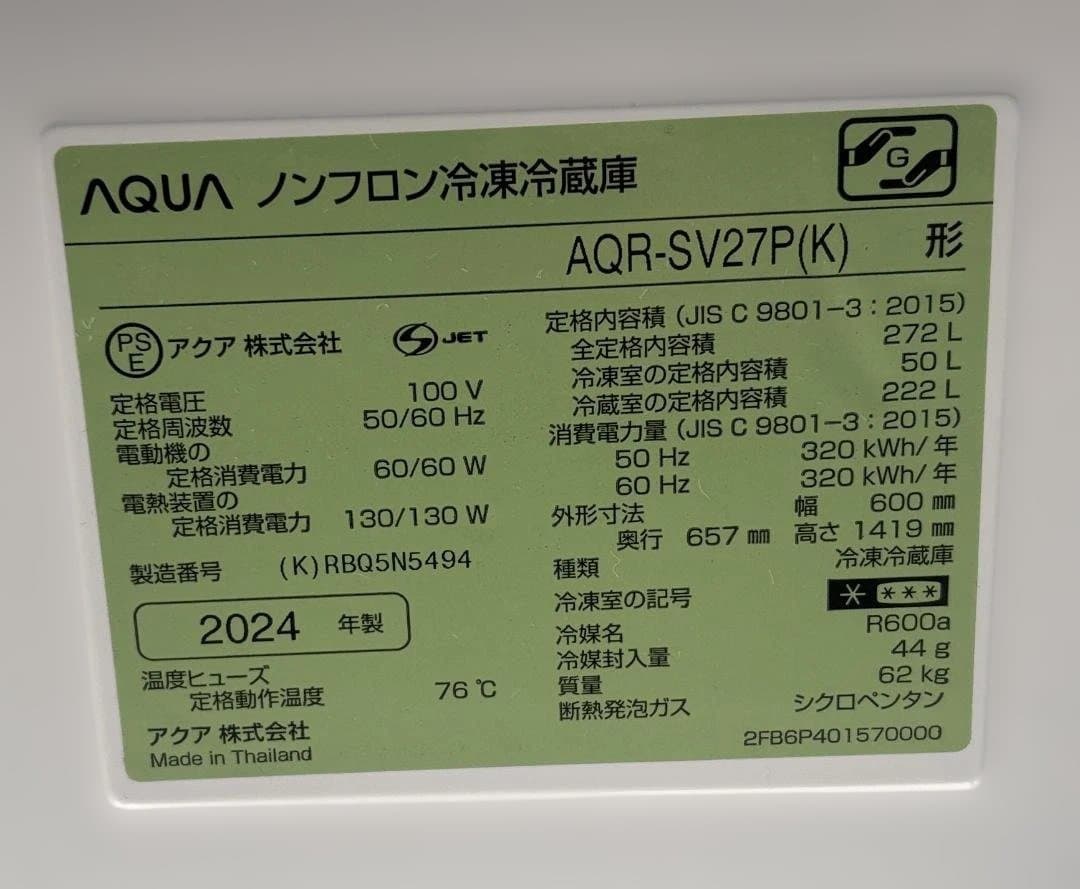 AQUA ノンフロン冷凍冷蔵庫
G
AQR-SV27P(K) 形
PSE アクア 株式会社 JET
定格電圧 100 V
定格周波数 50/60 Hz
電動機の
定格消費電力 60/60 W
電熱装置の
定格消費電力 130/130 W
製造番号 (K)RBQ5N5494
2024 年製
温度ヒューズ
定格動作温度 76 ℃
アクア 株式会社
Made in Thailand
定格内容積 (JIS C 9801-3:2015)
全定格内容積 272 L
冷凍室の定格内容積 50 L
冷蔵室の定格内容積 222 L
消費電力量 (JIS C 9801-3:2015)
50 Hz 320 kWh/年
60 Hz 320 kWh/年
外形寸法 幅 600 ㎜
奥行 657 ㎜ 高さ 1419 ㎜
種類 冷凍冷蔵庫
冷凍室の記号 * ***
冷媒名 R600a
冷媒封入量 44 g
質量 62 kg
断熱発泡ガス シクロペンタン
2FB6P401570000